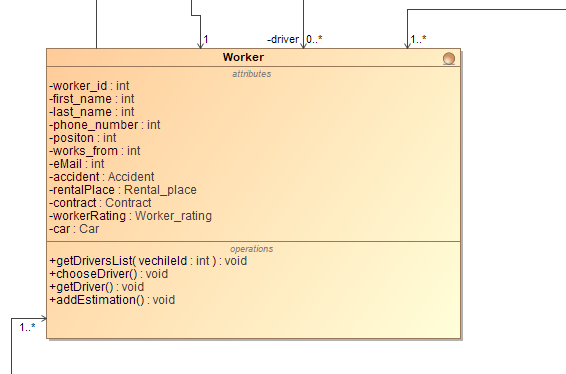 1
-driver 0..*
1..*
Worker
attributes
-worker_id : int
-first_name : int
-last_name : int
-phone_number : int
-positon : int
-works_from : int
-eMail : int
-accident : Accident
-rentalPlace : Rental_place
-contract : Contract
-workerRating : Worker_rating
-car : Car
operations
+getDriversList( vechileId : int ) : void
+chooseDriver() : void
+getDriver() : void
+addEstimation() : void
1..*